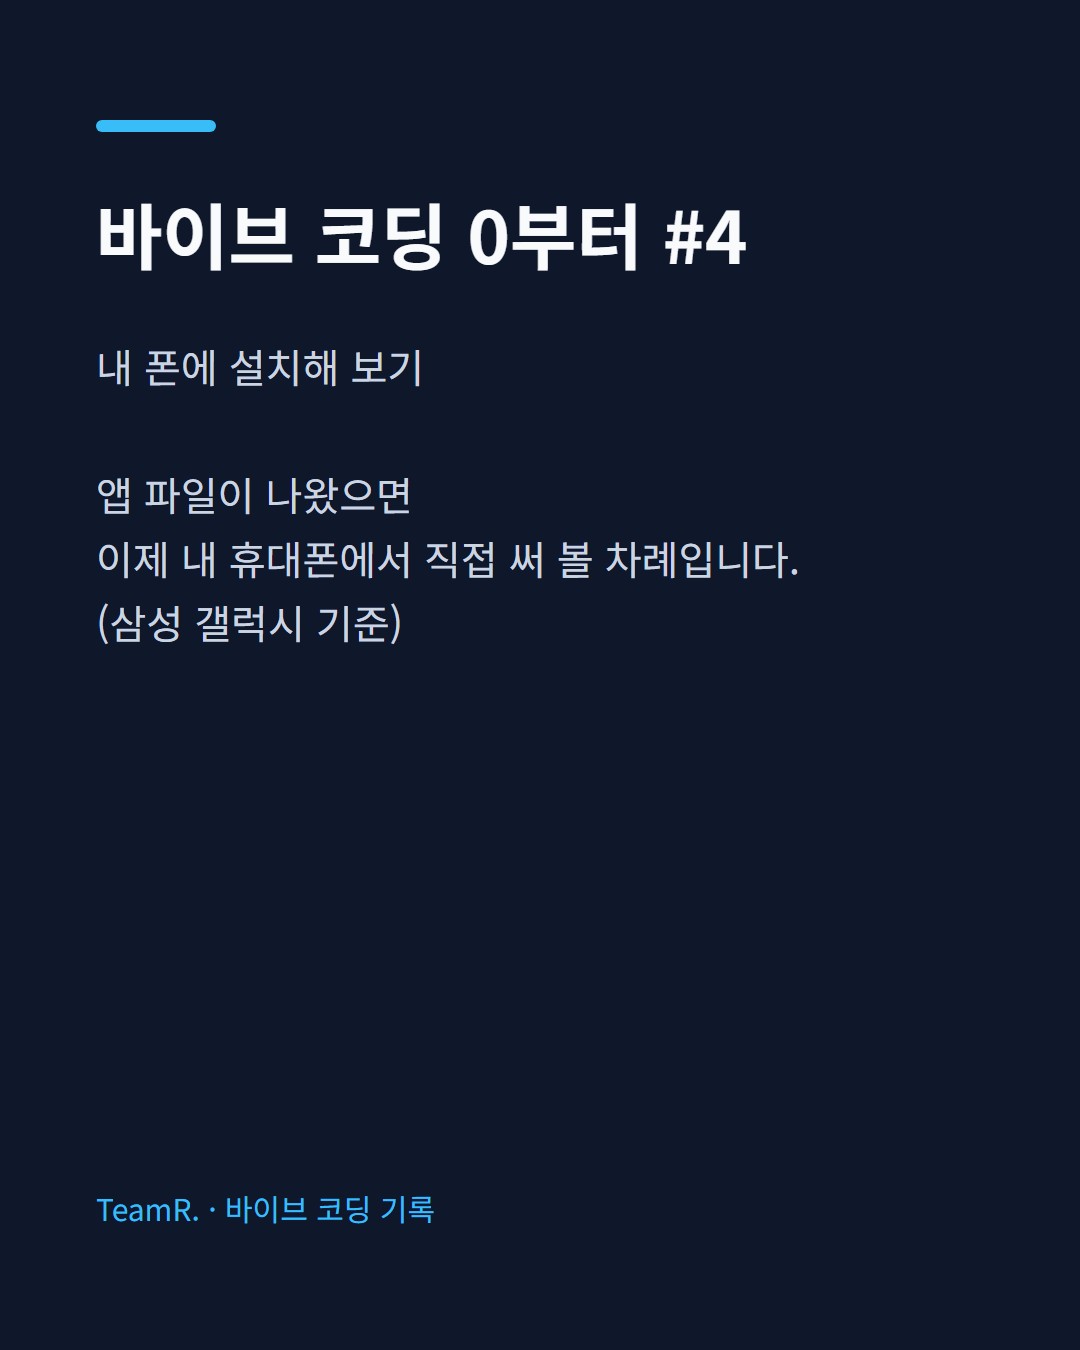 바이브 코딩 0부터 #4
내 폰에 설치해 보기
앱 파일이 나왔으면
이제 내 휴대폰에서 직접 써 볼 차례입니다.
(삼성 갤럭시 기준)
TeamR. · 바이브 코딩 기록